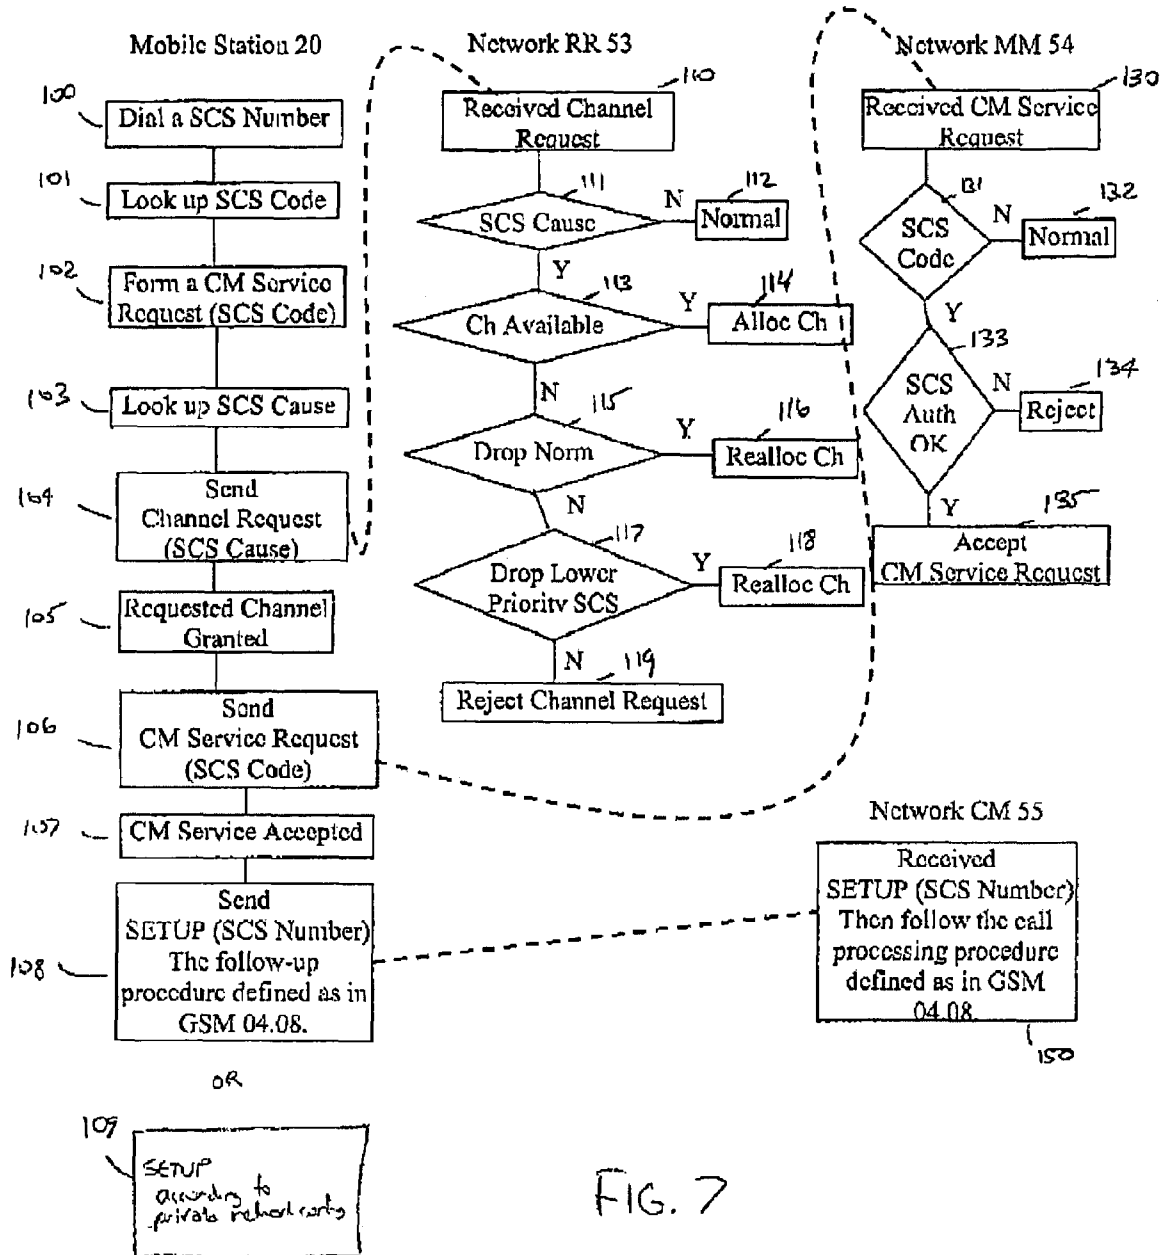 Mobile Station 20
100
Dial a SCS Number
101
Look up SCS Code
102
Form a CM Service
Request (SCS Code)
103
Look up SCS Cause
104
Send
Channel Request
(SCS Cause)
105
Requested Channel
Granted
106
Send
CM Service Request
(SCS Code)
107
CM Service Accepted
108
Send
SETUP (SCS Number)
The follow-up
procedure defined as in
GSM 04.08.
OR
109
SETUP
according to
private network
Network RR 53
110
Received Channel
Request
111
SCS Cause
N
112
Normal
Y
113
Ch Available
Y
114
Alloc Ch
N
115
Drop Norm
Y
116
Realloc Ch
N
117
Drop Lower
Priority SCS
Y
118
Realloc Ch
N
119
Reject Channel Request
Network MM 54
130
Received CM Service
Request
131
SCS
Code
N
132
Normal
Y
133
SCS
Auth
OK
N
134
Reject
Y
135
Accept
CM Service Request
Network CM 55
Received
SETUP (SCS Number)
Then follow the call
processing procedure
defined as in GSM
04.08.
150
FIG. 7